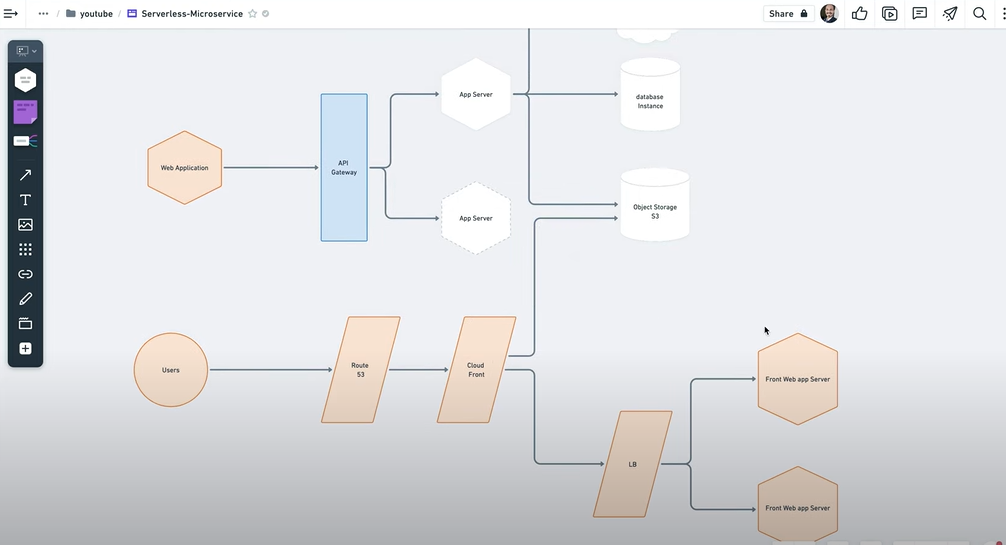 ... / youtube / Serverless-Microservice
Share
App Server
database
Instance
Web Application
API
Gateway
App Server
Object Storage
S3
Users
Route
53
Cloud
Front
Front Web app Server
LB
Front Web app Server
T